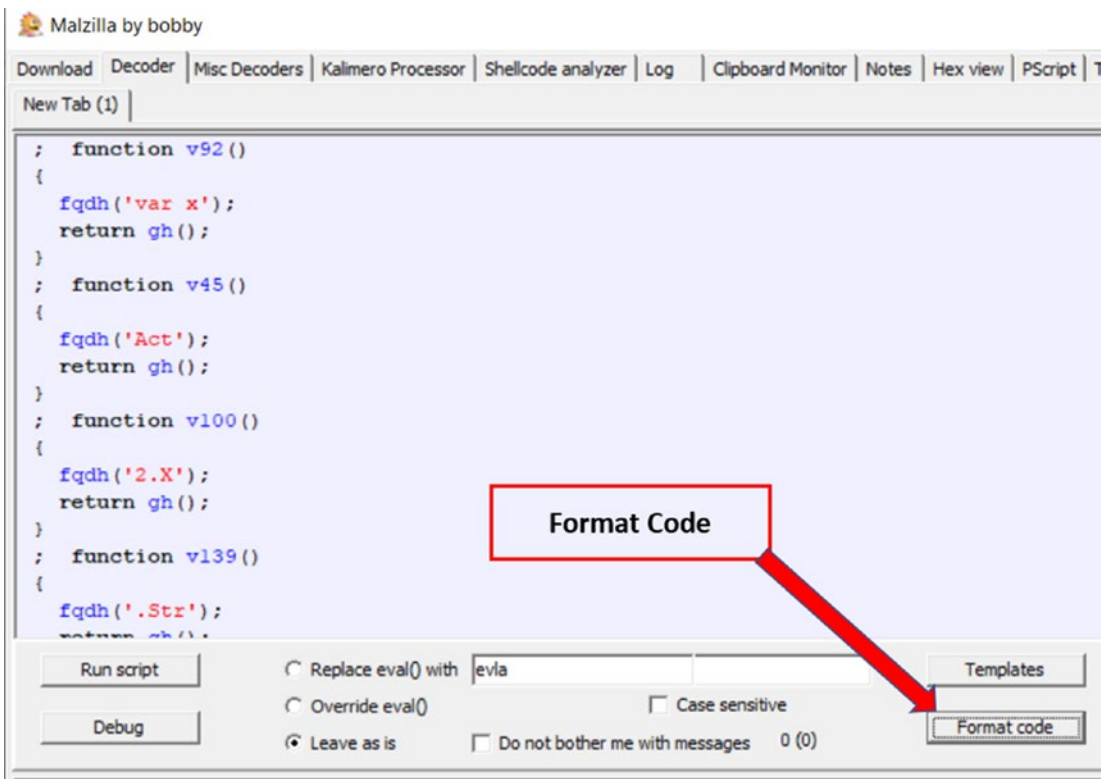 Malzilla by bobby
Download Decoder Misc Decoders Kalimero Processor Shellcode analyzer Log Clipboard Monitor Notes Hex view PScript
New Tab (1)
; function v92()
{
fqdh('var x');
return gh();
}
; function v45()
{
fqdh('Act');
return gh();
}
; function v100()
{
fqdh('2.X');
return gh();
}
; function v139()
{
fqdh('.Str');
return gh();
Format Code
Run script
Replace eval() with evla
Templates
Override eval()
Case sensitive
Debug
Leave as is
Do not bother me with messages 0 (0)
Format code